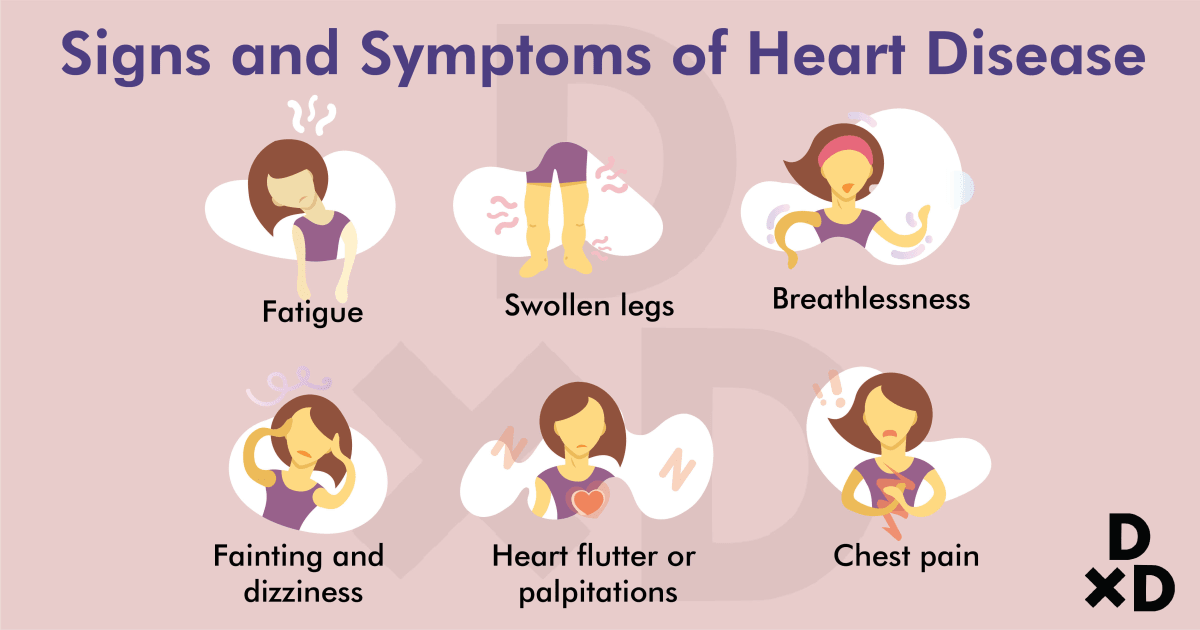 Signs and Symptoms of Heart Disease
Fatigue
Swollen legs
Breathlessness
Fainting and
dizziness
Heart flutter or
palpitations
Chest pain
D
×D